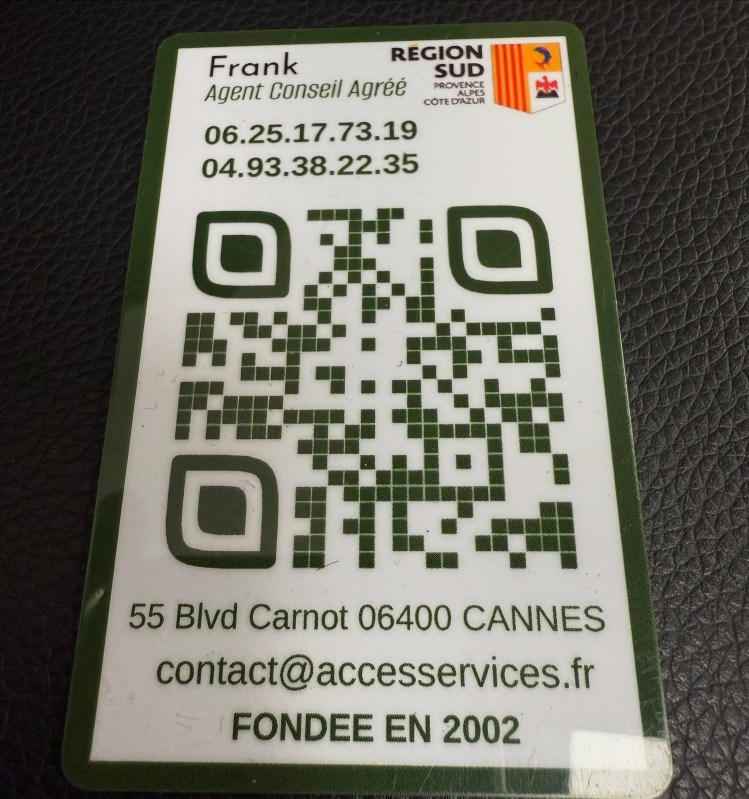 Frank
Agent Conseil Agréé
RÉGION
SUD
PROVENCE
ALPES
CÔTE D'AZUR
06.25.17.73.19
04.93.38.22.35
55 Blvd Carnot 06400 CANNES
contact@accesservices.fr
FONDEE EN 2002